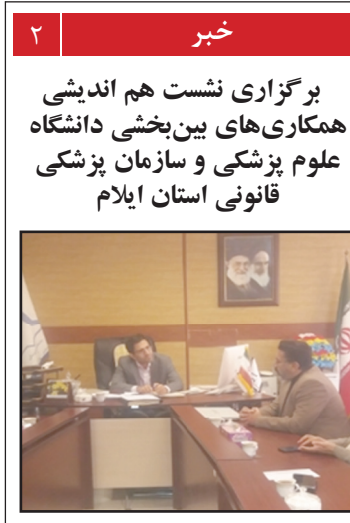 خبر ۲
برگزاری نشست هم اندیشی
همکاری‌های بین‌بخشی دانشگاه
علوم پزشکی و سازمان پزشکی
قانونی استان ایلام